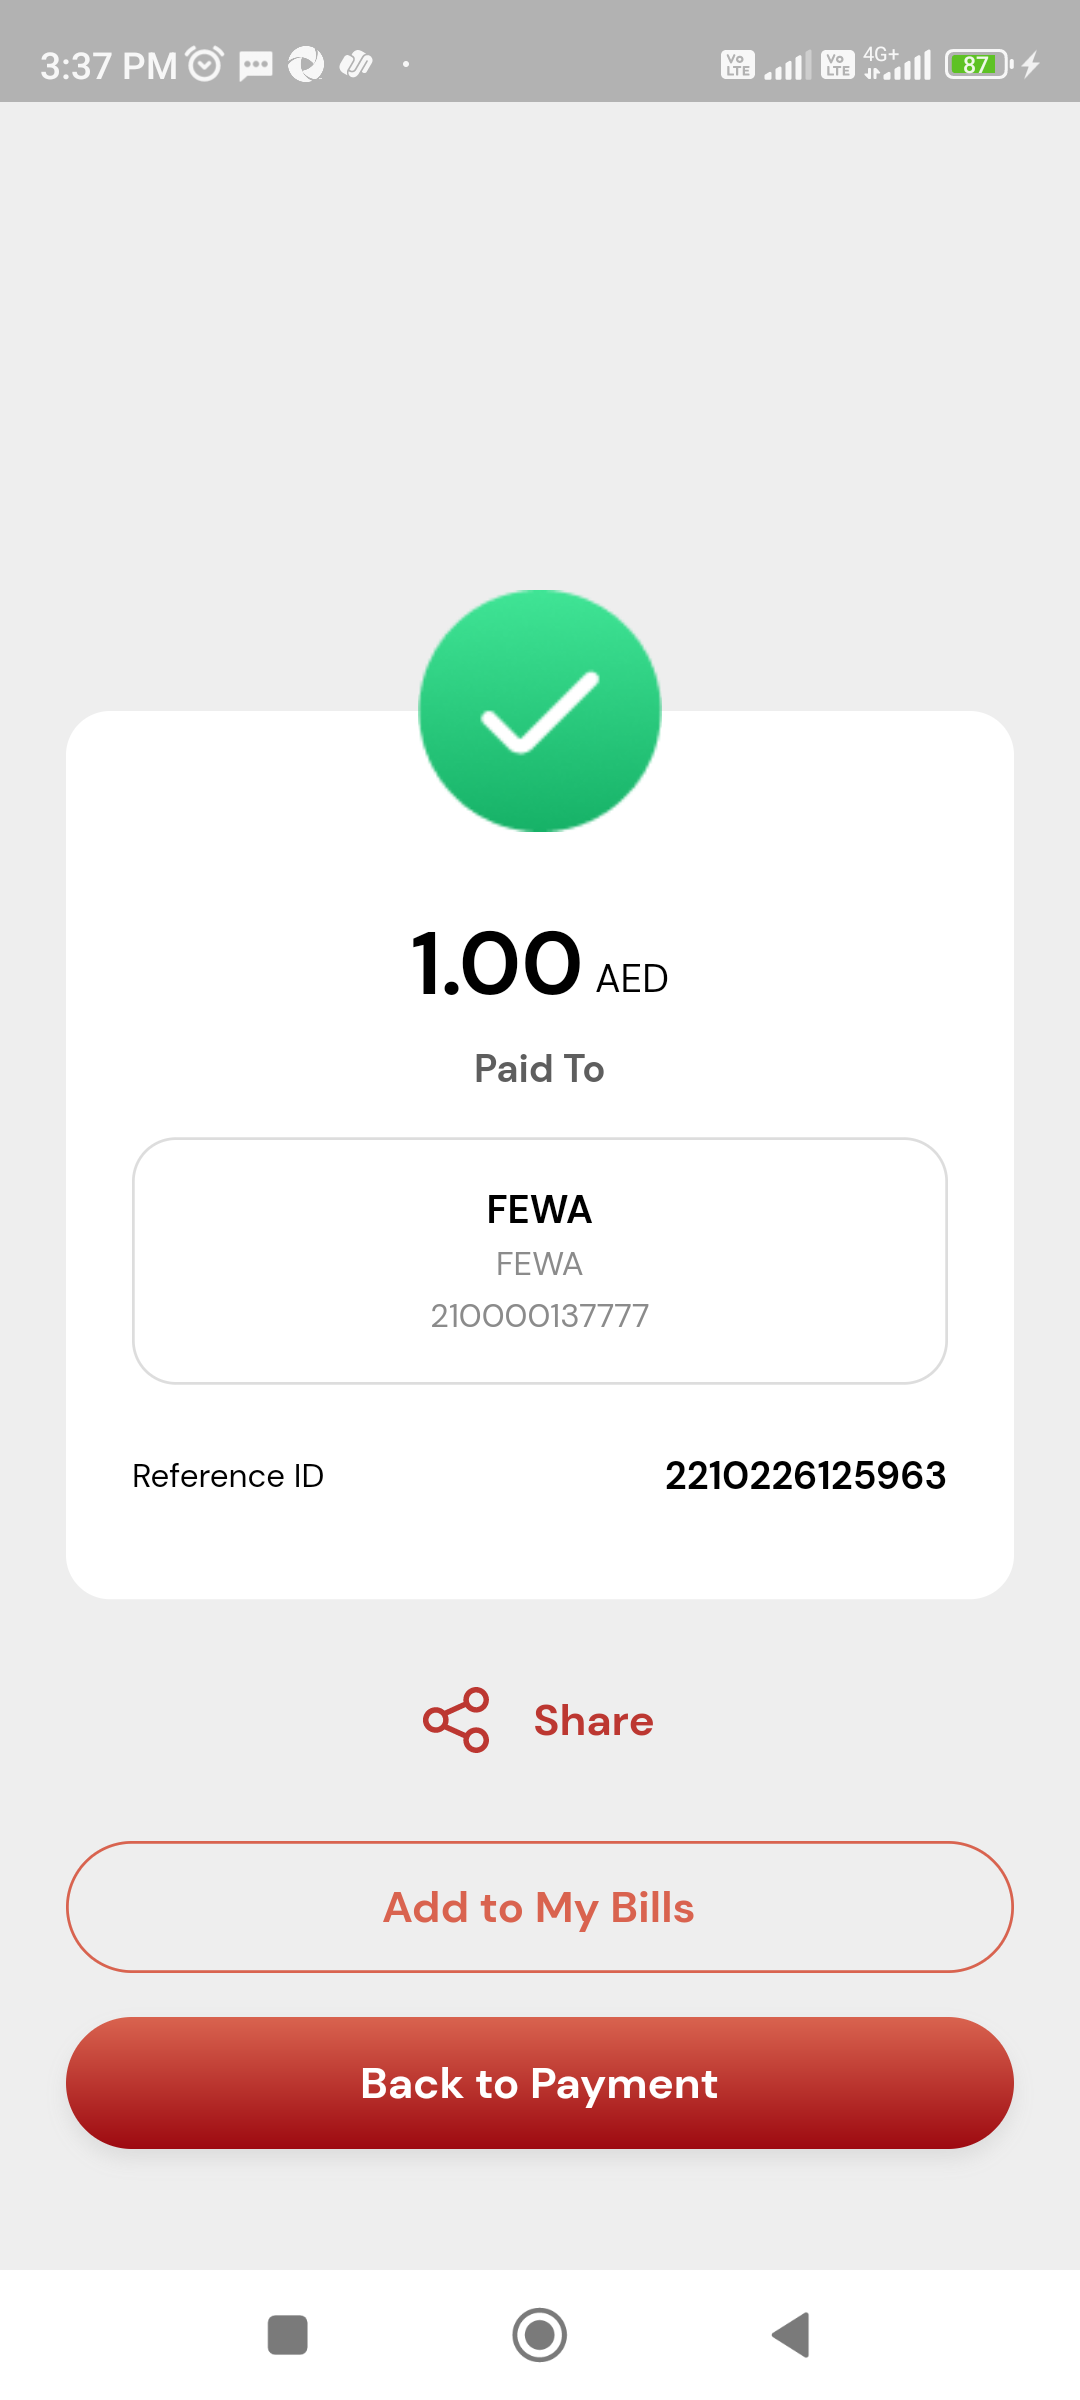 3:37 PM
Vo LTE
Vo LTE
4G+
87
1.00 AED
Paid To
FEWA
FEWA
210000137777
Reference ID
2210226125963
Share
Add to My Bills
Back to Payment